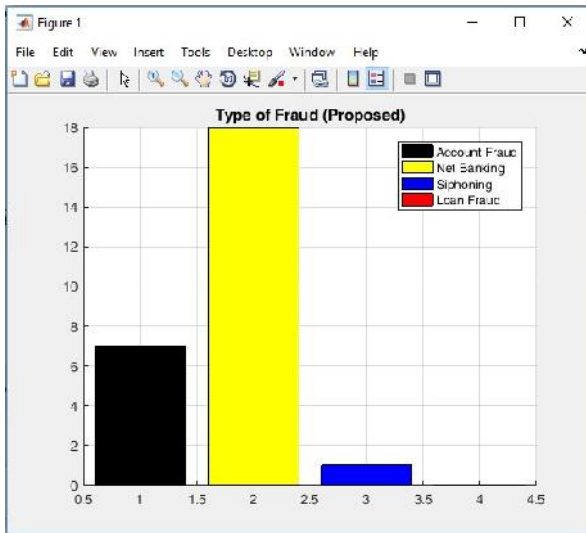 Figure 1
File Edit View Insert Tools Desktop Window Help
Type of Fraud (Proposed)
18
16
14
12
10
8
6
4
2
0
Account Fraud
Net Banking
Siphoning
Loan Fraud
0.5 1 1.5 2 2.5 3 3.5 4 4.5